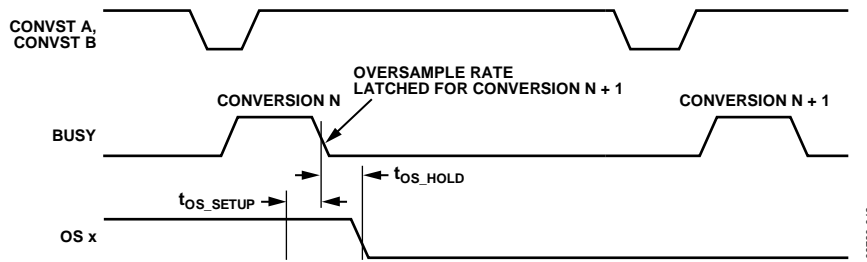 CONVST A,
CONVST B
OVERSAMPLE RATE
LATCHED FOR CONVERSION N + 1
CONVERSION N
CONVERSION N + 1
BUSY
tOS_HOLD
tOS_SETUP
OS x